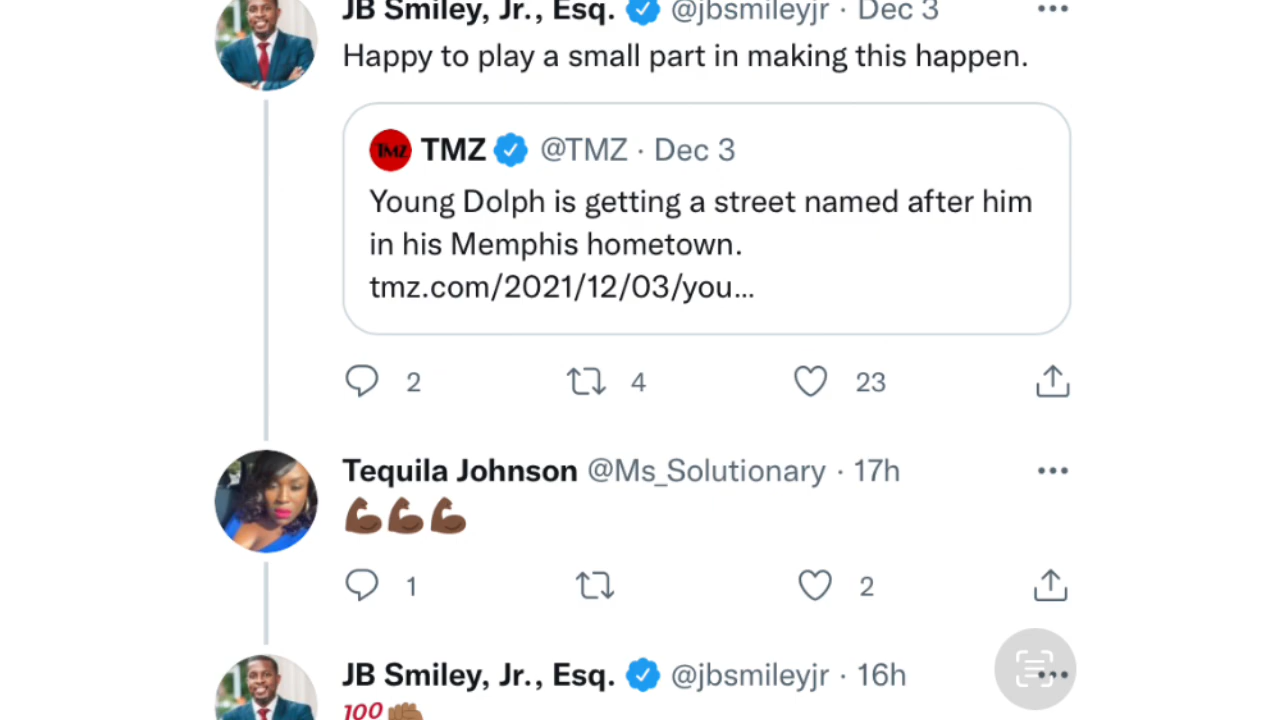 JB Smiley, Jr., Esq. @jbsmileyjr · Dec 3
Happy to play a small part in making this happen.
TMZ TMZ @TMZ · Dec 3
Young Dolph is getting a street named after him
in his Memphis hometown.
tmz.com/2021/12/03/you...
2 4 23
Tequila Johnson @Ms_Solutionary · 17h
💪🏾💪🏾💪🏾
1 2
JB Smiley, Jr., Esq. @jbsmileyjr · 16h
💯✊🏾